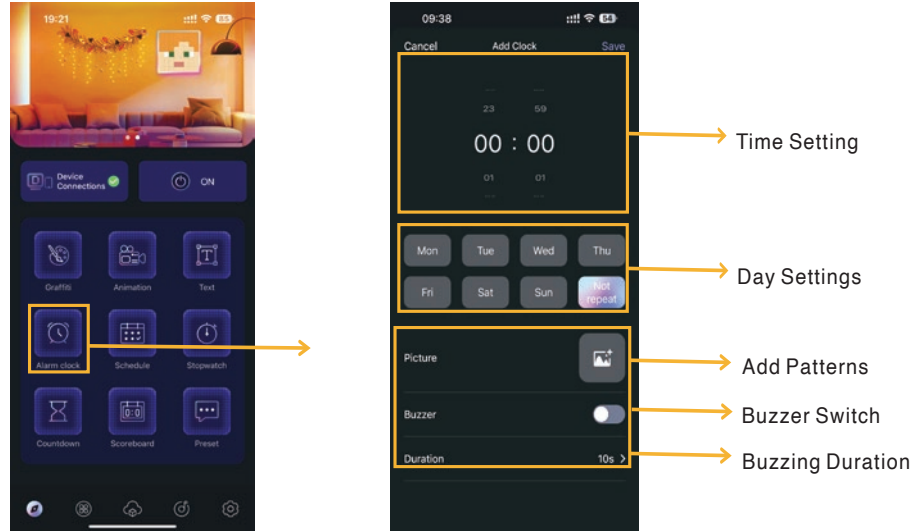 19:21
85
Device
Connections
ON
Graffiti
Animation
Text
Alarm clock
Schedule
Stopwatch
Countdown
Scoreboard
Preset
09:38
54
Cancel
Add Clock
Save
23 59
00 : 00
01 01
Mon Tue Wed Thu
Fri Sat Sun Not
repeat
Picture
Buzzer
Duration 10s
Time Setting
Day Settings
Add Patterns
Buzzer Switch
Buzzing Duration